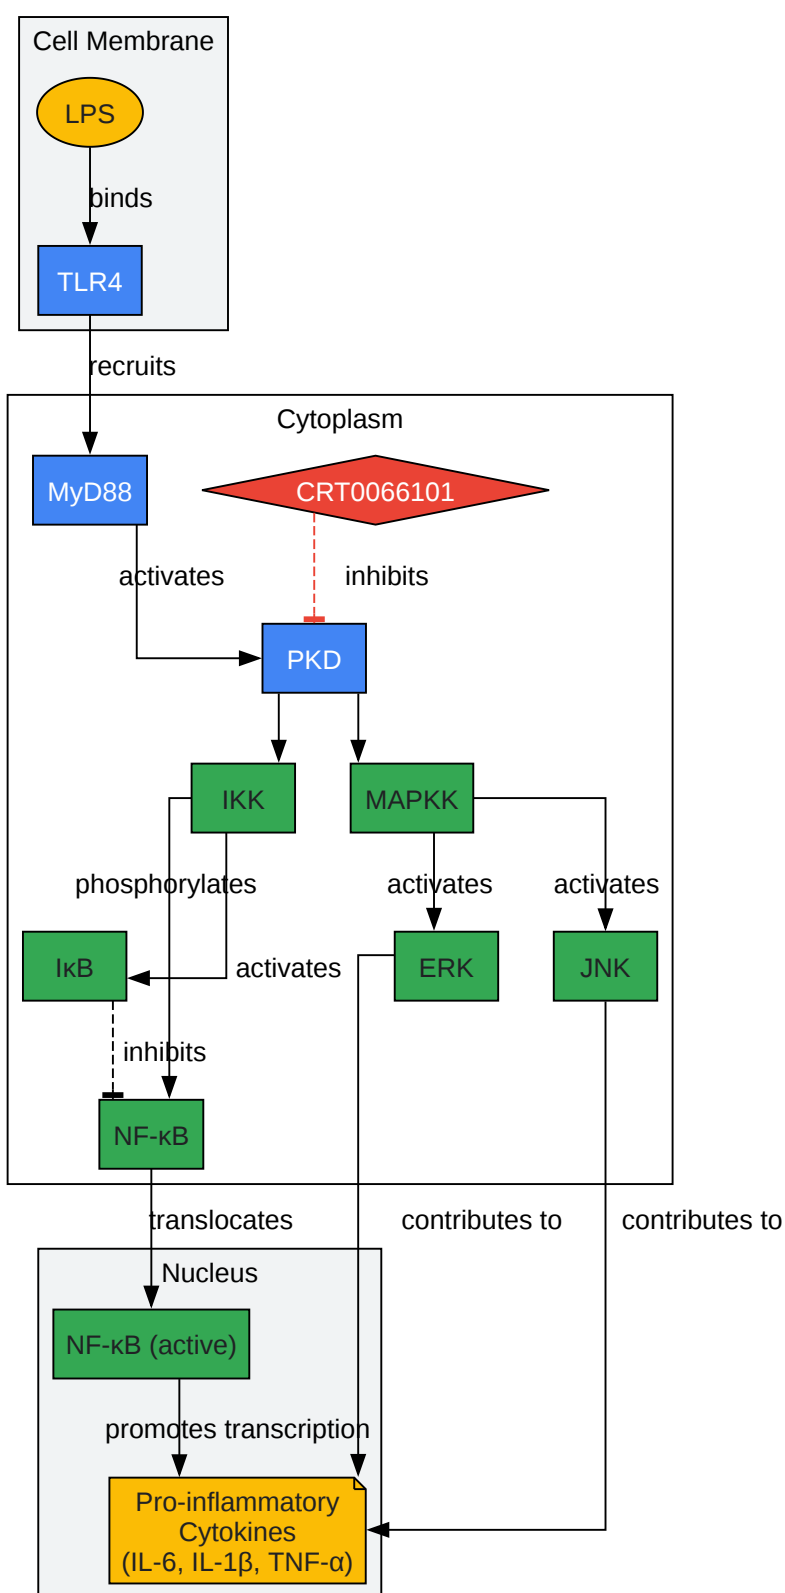 Cell Membrane
LPS
binds
TLR4
recruits
Cytoplasm
MyD88
CRT0066101
activates
inhibits
PKD
IKK
MAPKK
phosphorylates
activates
activates
IκB
activates
ERK
JNK
inhibits
NF-κB
translocates
contributes to
contributes to
Nucleus
NF-κB (active)
promotes transcription
Pro-inflammatory
Cytokines
(IL-6, IL-1β, TNF-α)